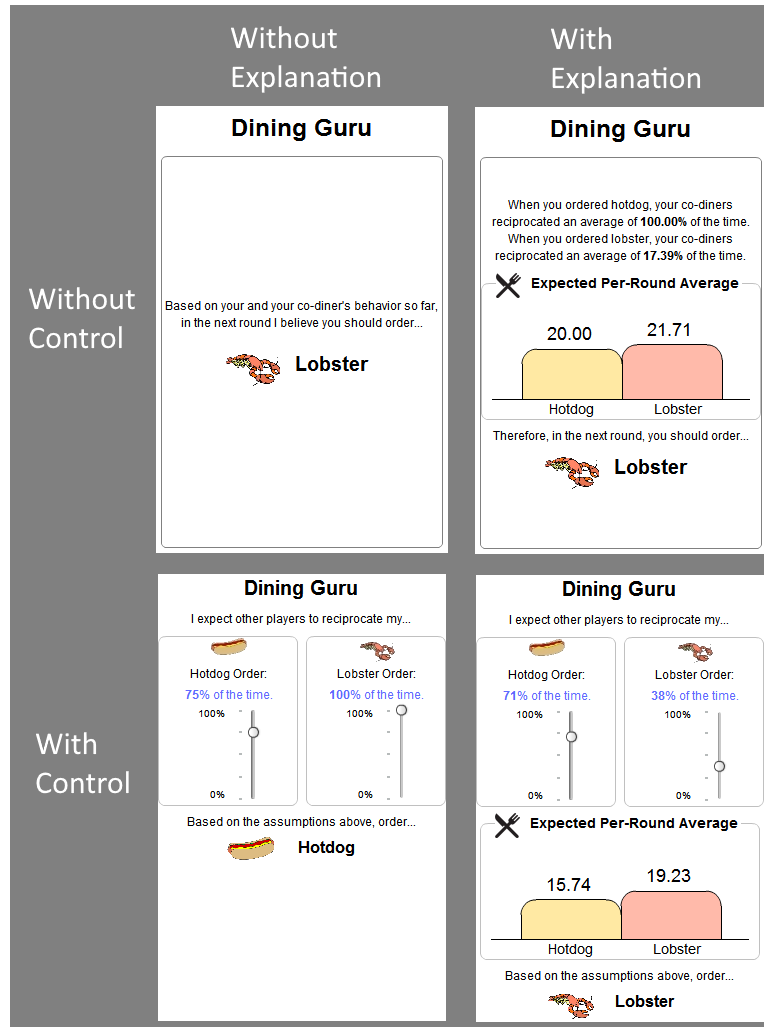 Without
Explanation
With
Explanation
Without
Control
Dining Guru
Based on your and your co-diner's behavior so far,
in the next round I believe you should order...
Lobster
Dining Guru
When you ordered hotdog, your co-diners
reciprocated an average of 100.00% of the time.
When you ordered lobster, your co-diners
reciprocated an average of 17.39% of the time.
Expected Per-Round Average
20.00
21.71
Hotdog
Lobster
Therefore, in the next round, you should order...
Lobster
With
Control
Dining Guru
I expect other players to reciprocate my...
Hotdog Order:
75% of the time.
100%
0%
Lobster Order:
100% of the time.
100%
0%
Based on the assumptions above, order...
Hotdog
Dining Guru
I expect other players to reciprocate my...
Hotdog Order:
71% of the time.
100%
0%
Lobster Order:
38% of the time.
100%
0%
Expected Per-Round Average
15.74
19.23
Hotdog
Lobster
Based on the assumptions above, order...
Lobster